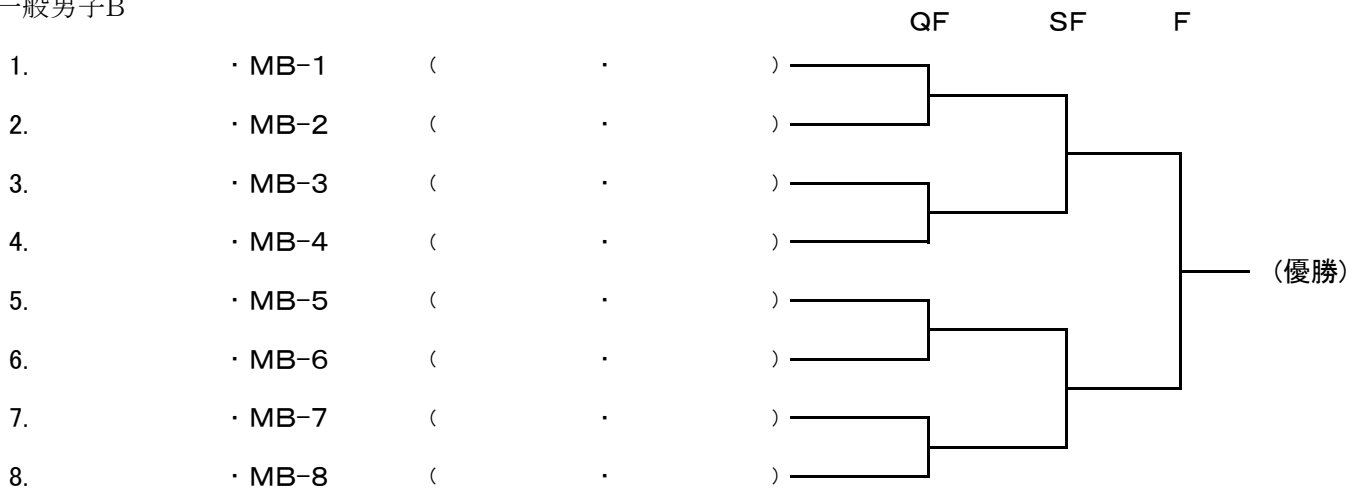 一般男子B
QF SF F
1. ・ MB-1 ( ・ )
2. ・ MB-2 ( ・ )
3. ・ MB-3 ( ・ )
4. ・ MB-4 ( ・ )
5. ・ MB-5 ( ・ )
(優勝)
6. ・ MB-6 ( ・ )
7. ・ MB-7 ( ・ )
8. ・ MB-8 ( ・ )